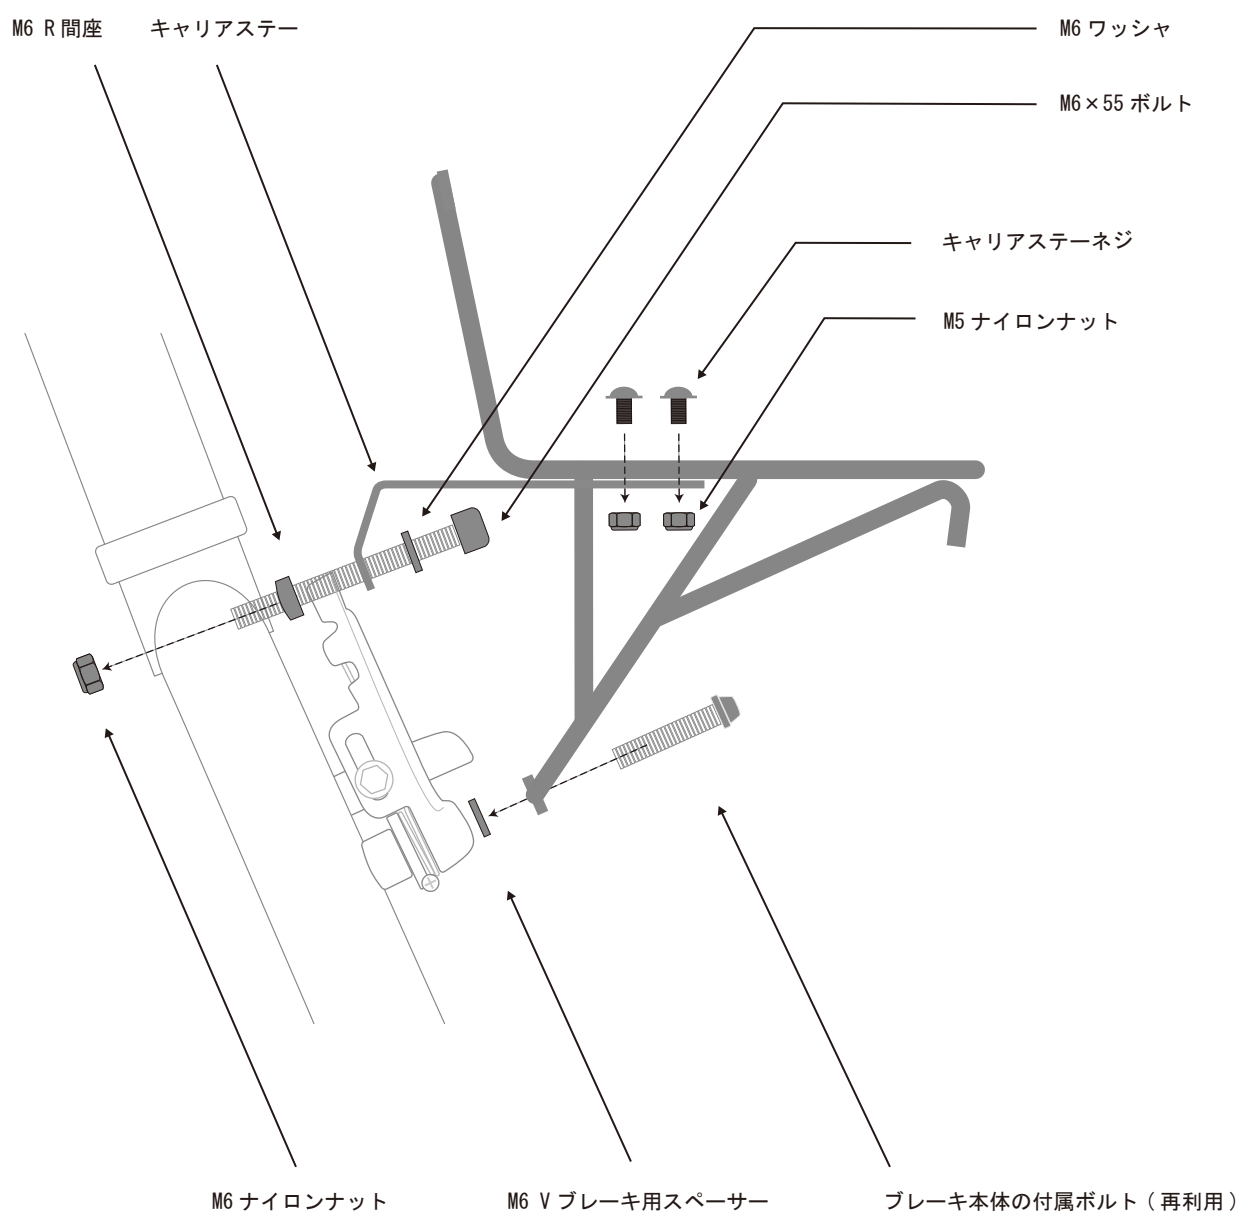 M6 R間座
キャリアステー
M6 ワッシャ
M6×55 ボルト
キャリアステーネジ
M5 ナイロンナット
M6 ナイロンナット
M6 V ブレーキ用スペーサー
ブレーキ本体の付属ボルト(再利用)